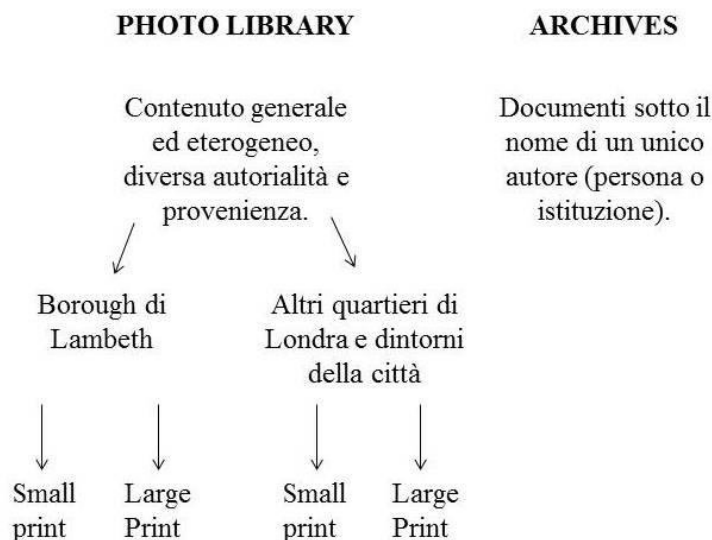 PHOTO LIBRARY
Contenuto generale
ed eterogeneo,
diversa autorialità e
provenienza.
ARCHIVES
Documenti sotto il
nome di un unico
autore (persona o
istituzione).
Borough di
Lambeth
Altri quartieri di
Londra e dintorni
della città
Small
print
Large
Print
Small
print
Large
Print